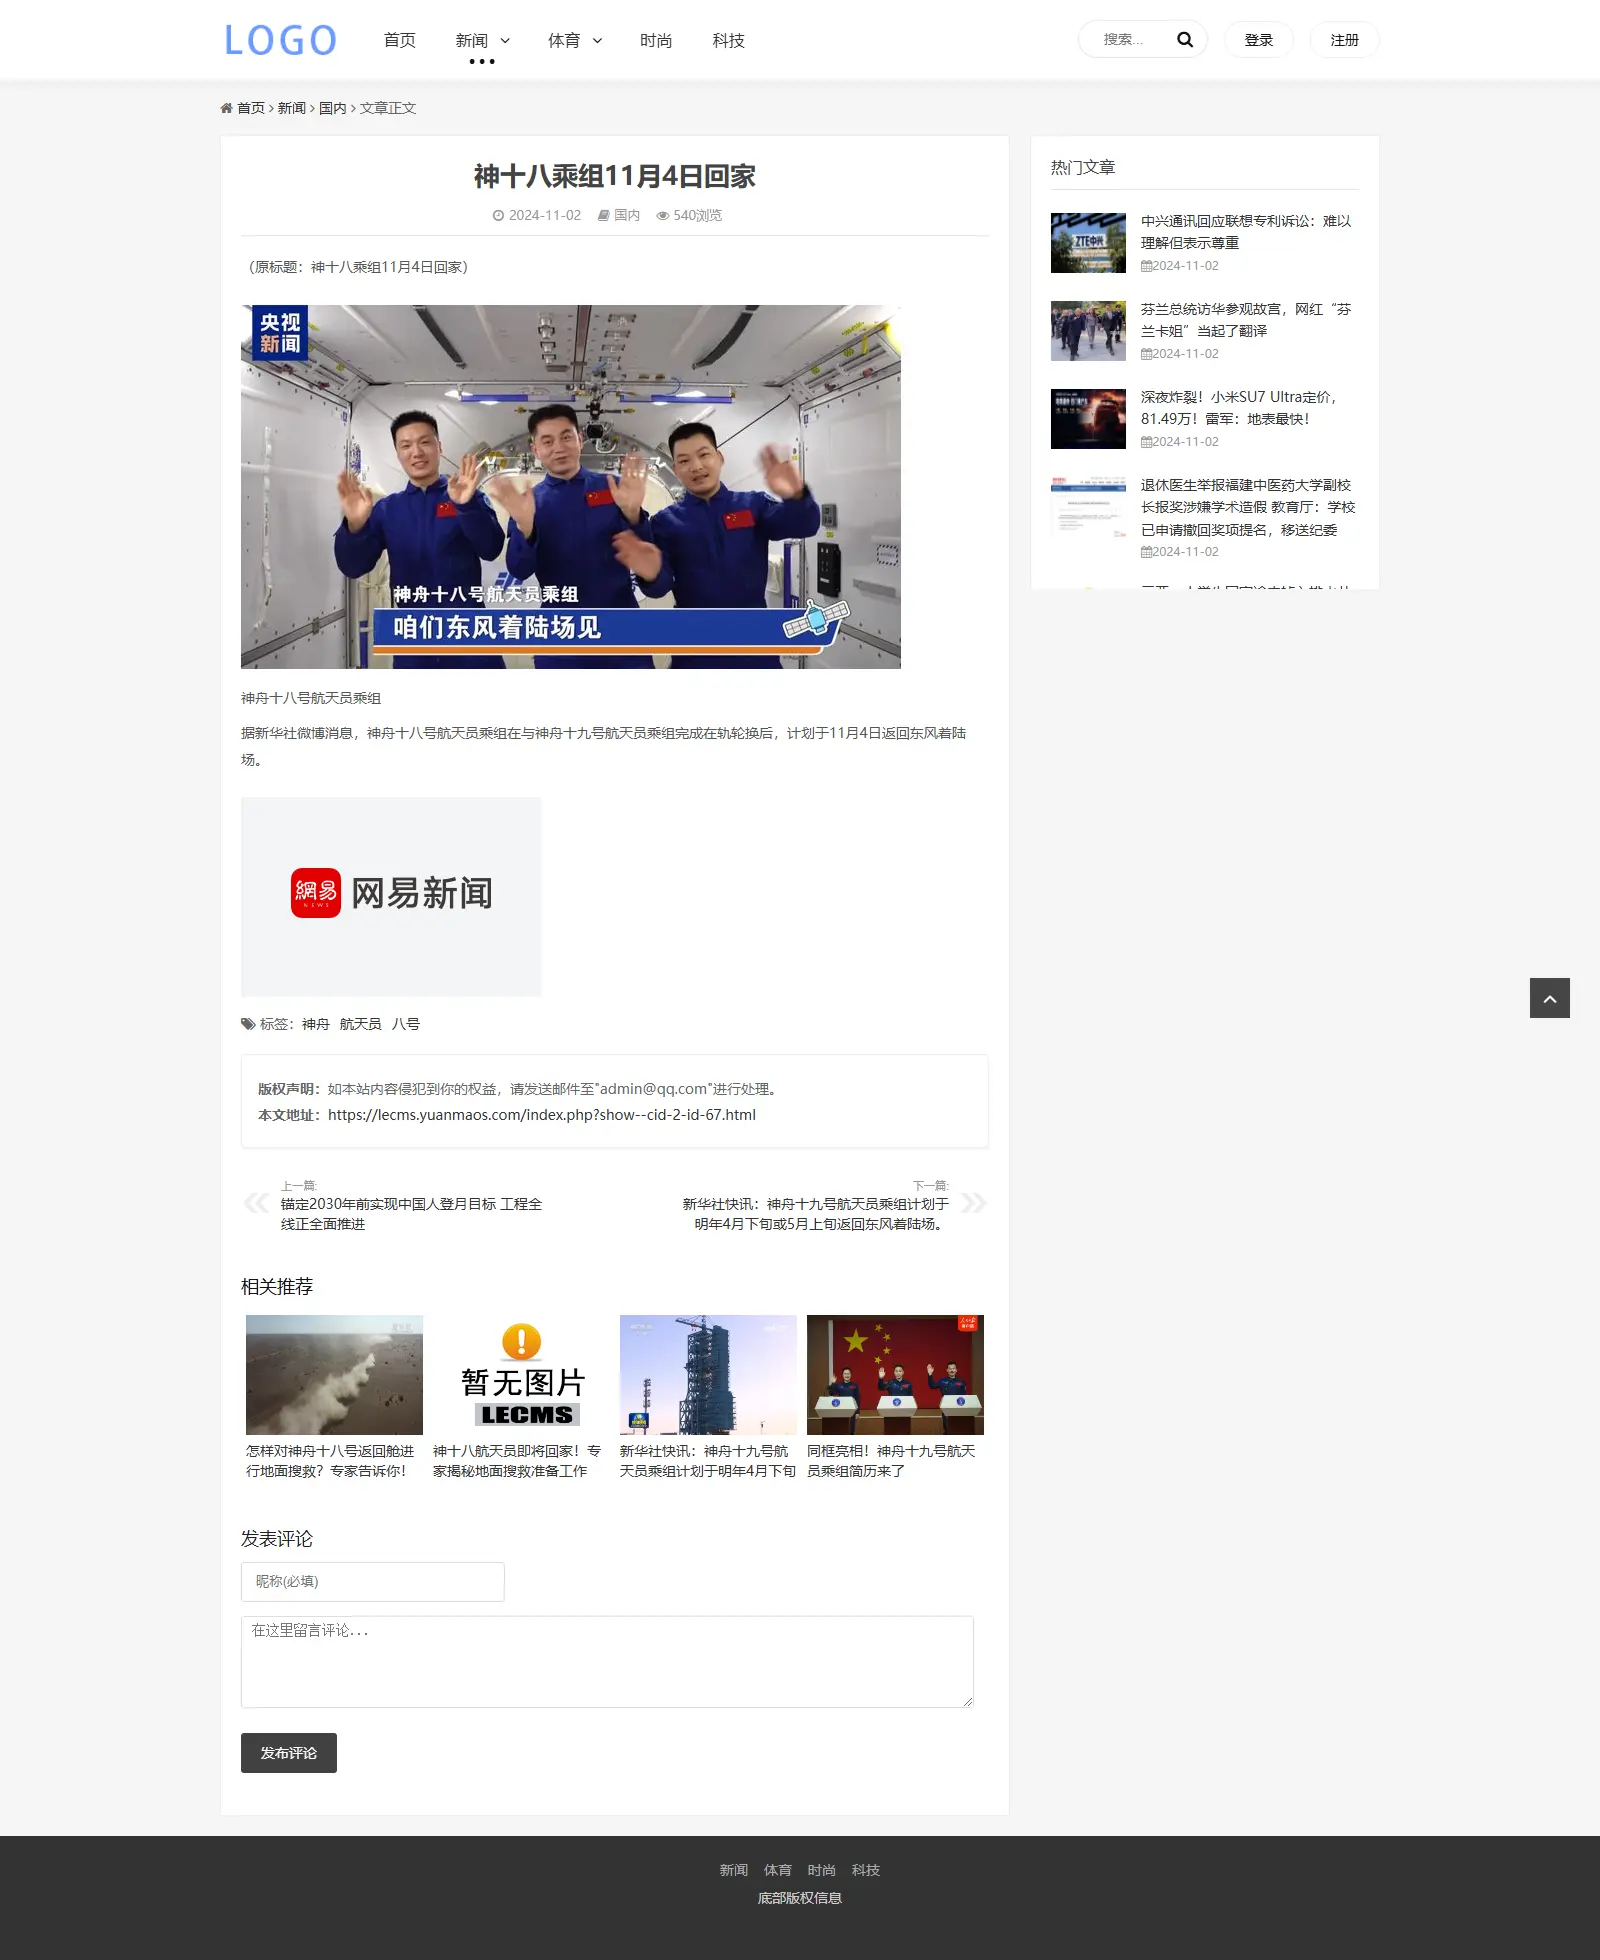 LOGO
首页
新闻
体育
时尚
科技
搜索...
登录
注册
首页 › 新闻 › 国内 › 文章正文
神十八乘组11月4日回家
2024-11-02 国内 540浏览
(原标题：神十八乘组11月4日回家)
央视
新闻
神舟十八号航天员乘组
咱们东风着陆场见
神舟十八号航天员乘组
据新华社微博消息，神舟十八号航天员乘组在与神舟十九号航天员乘组完成在轨轮换后，计划于11月4日返回东风着陆
场。
網易
NEWS
网易新闻
标签：神舟 航天员 八号
版权声明：如本站内容侵犯到你的权益，请发送邮件至"admin@qq.com"进行处理。
本文地址：https://lecms.yuanmaos.com/index.php?show--cid-2-id-67.html
上一篇:
锚定2030年前实现中国人登月目标 工程全
线正全面推进
下一篇:
新华社快讯：神舟十九号航天员乘组计划于
明年4月下旬或5月上旬返回东风着陆场。
相关推荐
暂无图片
LECMS
怎样对神舟十八号返回舱进
行地面搜救？专家告诉你！
神十八航天员即将回家！专
家揭秘地面搜救准备工作
新华社快讯：神舟十九号航
天员乘组计划于明年4月下旬
同框亮相！神舟十九号航天
员乘组简历来了
发表评论
昵称(必填)
在这里留言评论...
发布评论
热门文章
ZTE中兴
中兴通讯回应联想专利诉讼：难以
理解但表示尊重
2024-11-02
芬兰总统访华参观故宫，网红“芬
兰卡姐”当起了翻译
2024-11-02
深夜炸裂！小米SU7 Ultra定价，
81.49万！雷军：地表最快！
2024-11-02
退休医生举报福建中医药大学副校
长报奖涉嫌学术造假 教育厅：学校
已申请撤回奖项提名，移送纪委
2024-11-02
新闻 体育 时尚 科技
底部版权信息